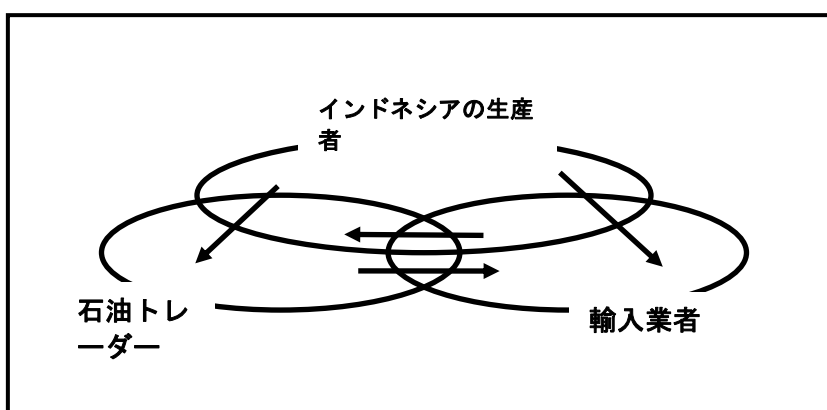 インドネシアの生産
者
石油トレ
ーダー
輸入業者